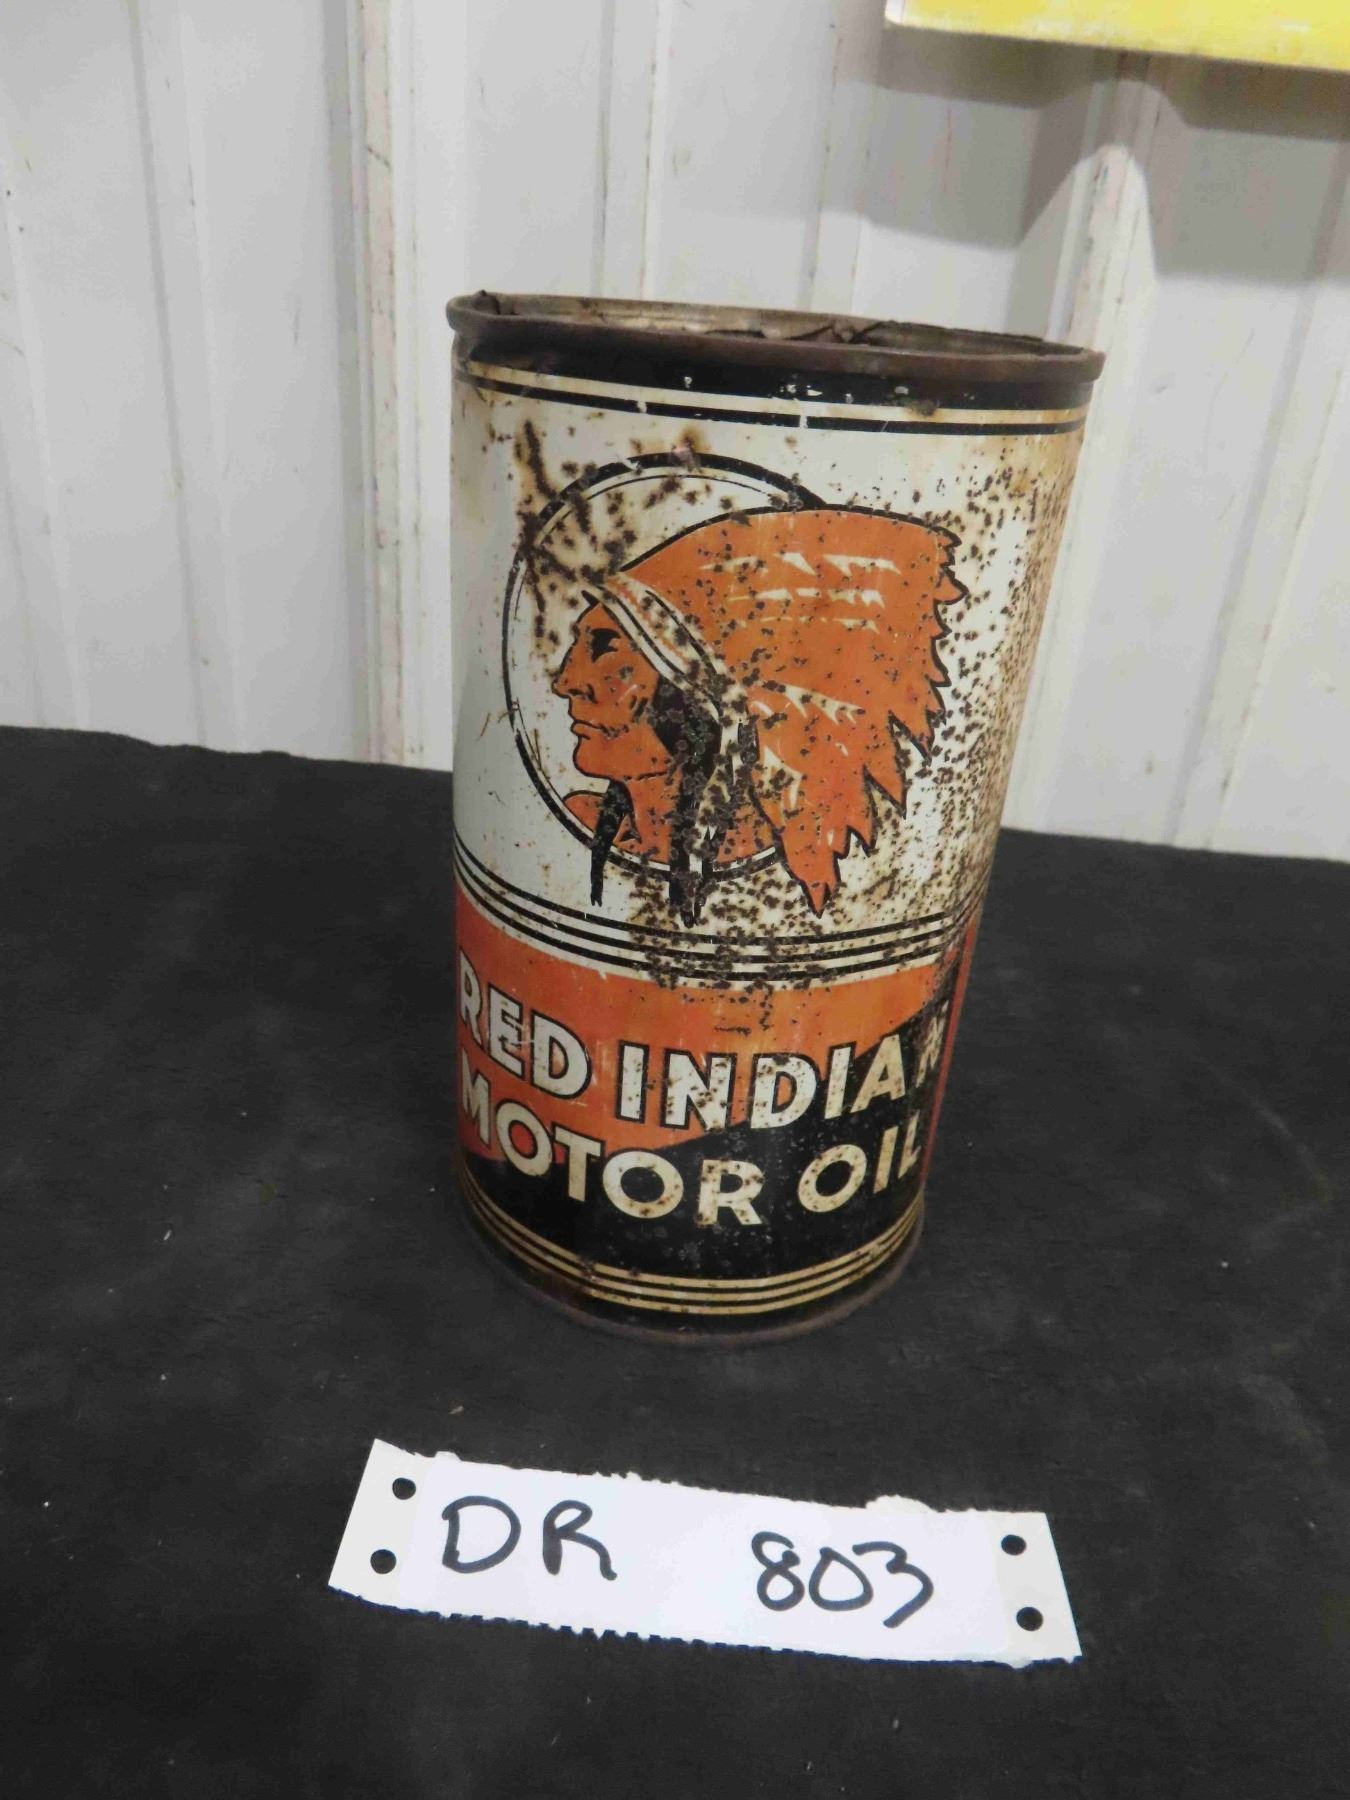 RED INDIAN
MOTOR OIL
DR 803